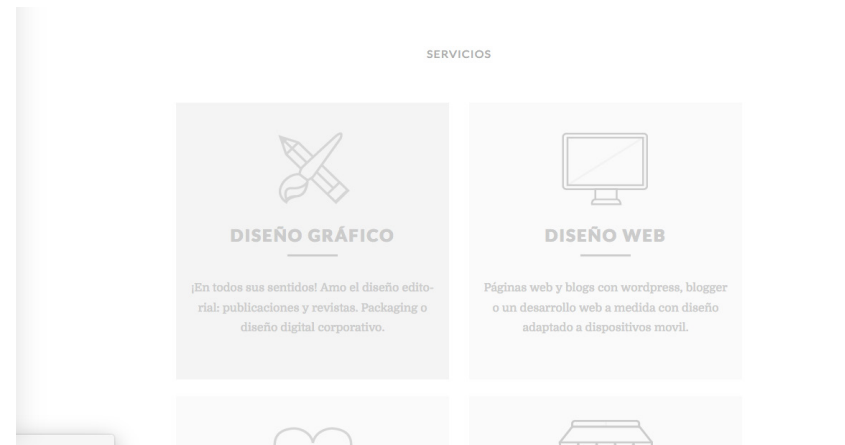 SERVICIOS
DISEÑO GRÁFICO
¡En todos sus sentidos! Amo el diseño edito-
rial: publicaciones y revistas. Packaging o
diseño digital corporativo.
DISEÑO WEB
Páginas web y blogs con wordpress, blogger
o un desarrollo web a medida con diseño
adaptado a dispositivos movil.